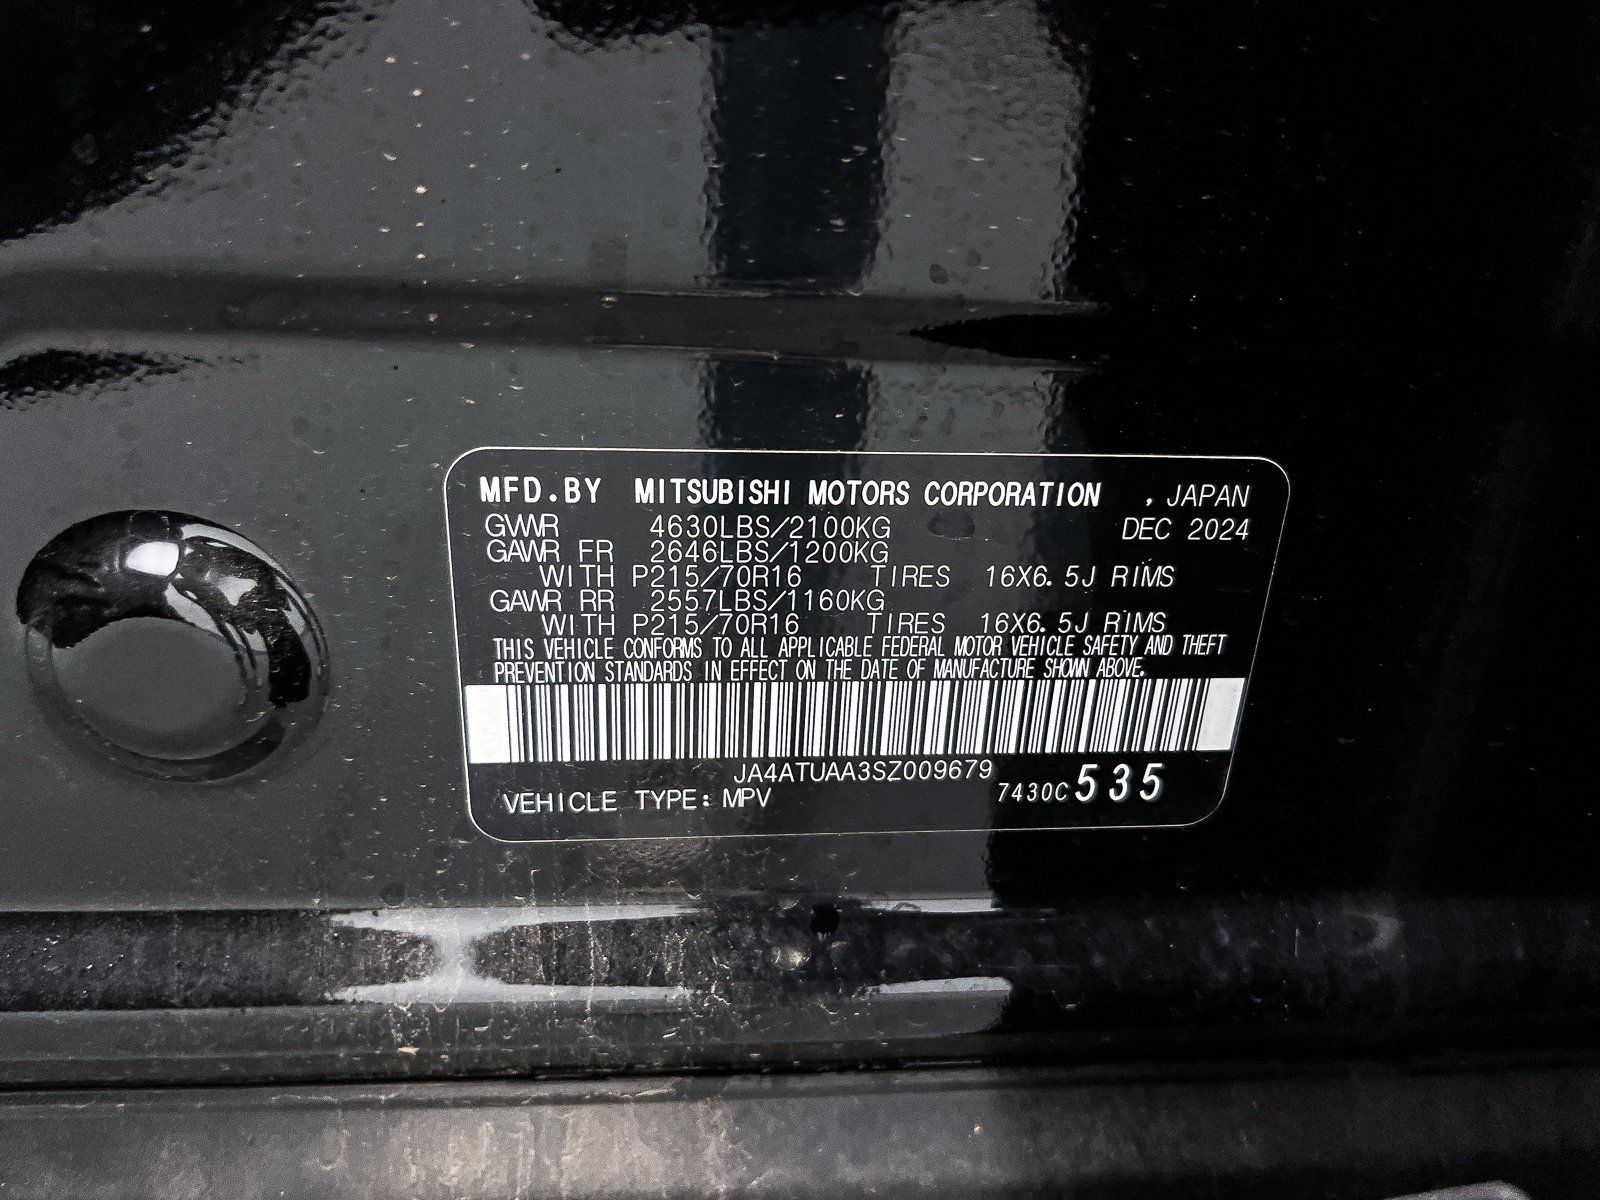 MFD.BY MITSUBISHI MOTORS CORPORATION , JAPAN
GVWR 4630LBS/2100KG DEC 2024
GAWR FR 2646LBS/1200KG
WITH P215/70R16 TIRES 16X6.5J RIMS
GAWR RR 2557LBS/1160KG
WITH P215/70R16 TIRES 16X6.5J RIMS
THIS VEHICLE CONFORMS TO ALL APPLICABLE FEDERAL MOTOR VEHICLE SAFETY AND THEFT
PREVENTION STANDARDS IN EFFECT ON THE DATE OF MANUFACTURE SHOWN ABOVE.
JA4ATUAA3SZ009679
VEHICLE TYPE: MPV 7430C 535